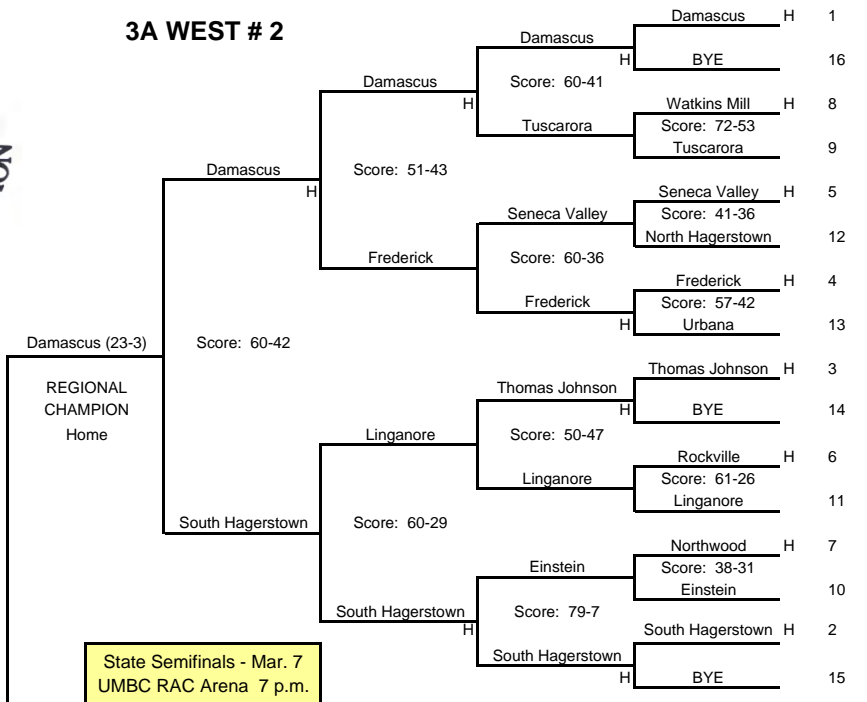 3A WEST # 2
Damascus H 1
Damascus
H BYE 16
Damascus Score: 60-41
H Watkins Mill H 8
Tuscarora Score: 72-53
Tuscarora 9
Damascus Score: 51-43
H Seneca Valley H 5
Seneca Valley Score: 41-36
North Hagerstown 12
Frederick Score: 60-36
Frederick H 4
Frederick Score: 57-42
H Urbana 13
Damascus (23-3) Score: 60-42
REGIONAL
CHAMPION
Home
Thomas Johnson H 3
Thomas Johnson
H BYE 14
Linganore Score: 50-47
Rockville H 6
Linganore Score: 61-26
Linganore 11
South Hagerstown Score: 60-29
Northwood H 7
Einstein Score: 38-31
Einstein 10
South Hagerstown Score: 79-7
H South Hagerstown H 2
South Hagerstown
H BYE 15
State Semifinals - Mar. 7
UMBC RAC Arena 7 p.m.